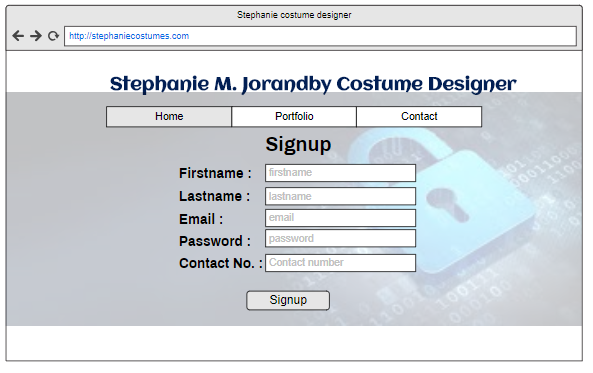 Stephanie costume designer
http://stephaniecostumes.com
Stephanie M. Jorandby Costume Designer
Home Portfolio Contact
Signup
Firstname : firstname
Lastname : lastname
Email : email
Password : password
Contact No. : Contact number
Signup